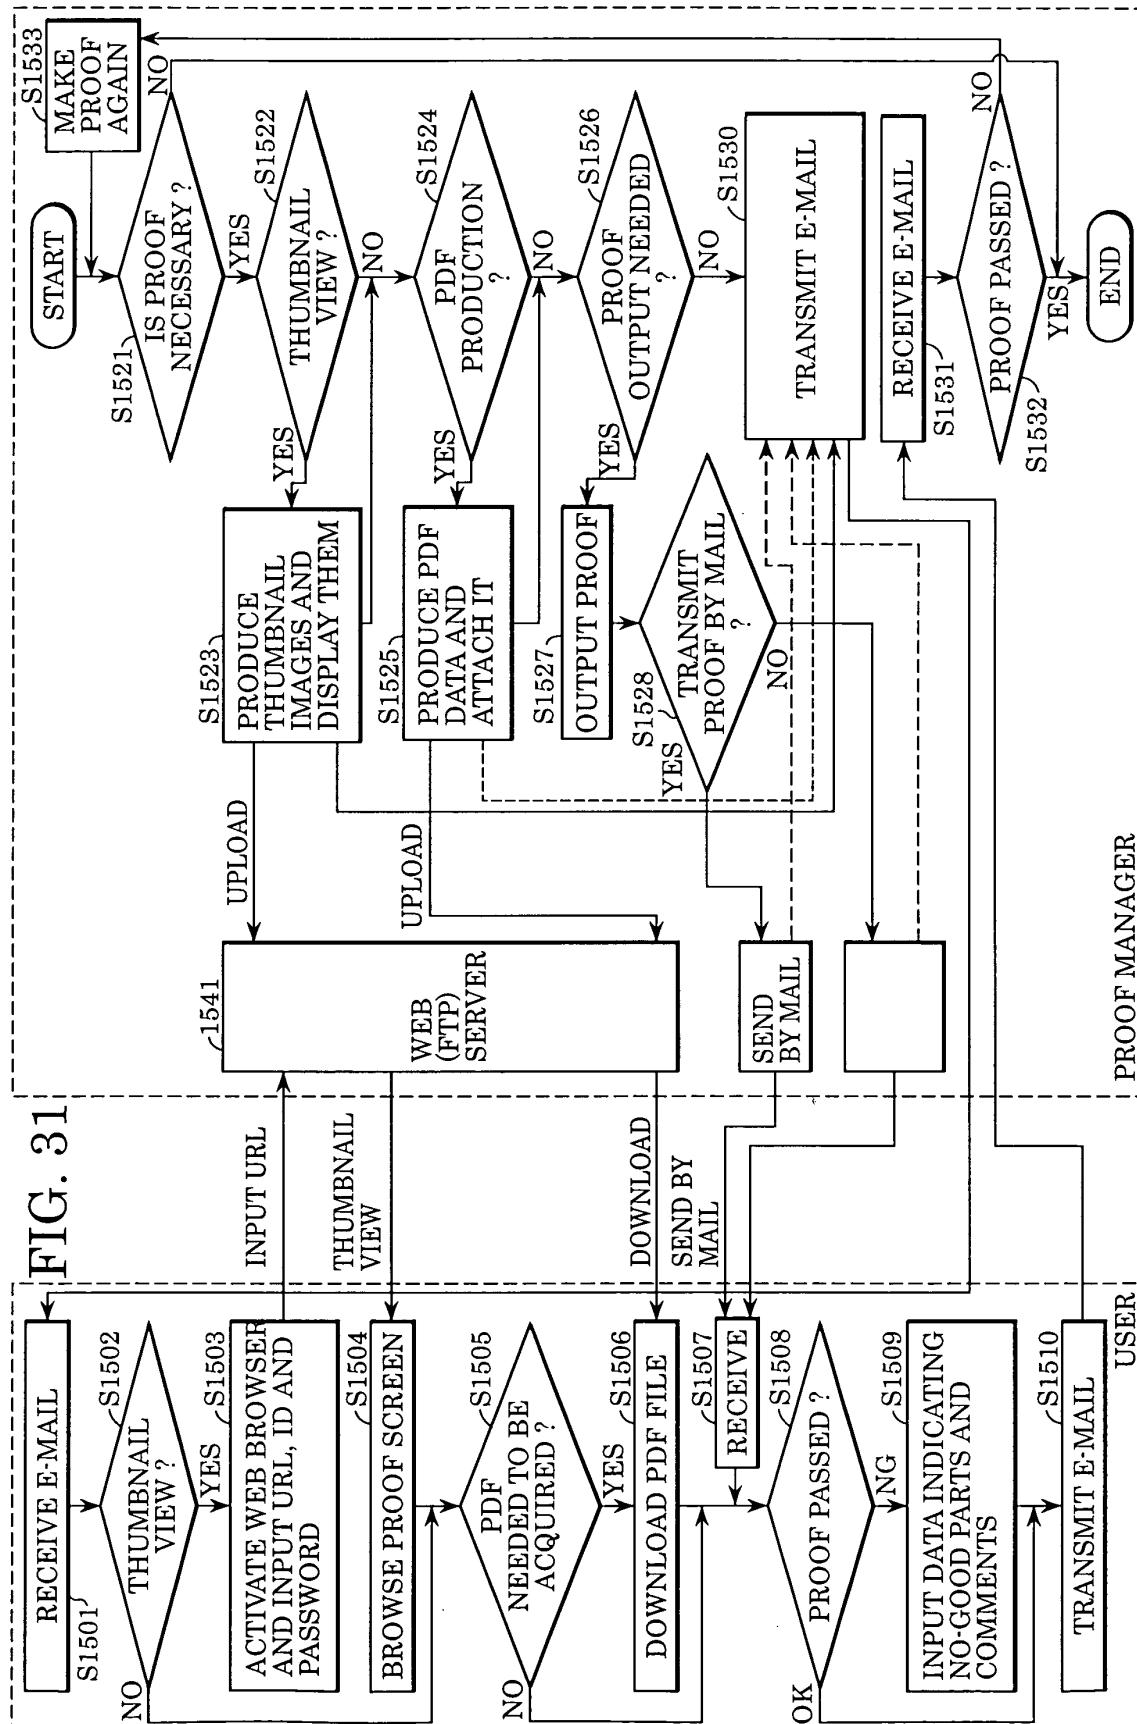 FIG. 31
USER
S1501
RECEIVE E-MAIL
S1502
THUMBNAIL
VIEW ?
NO
YES
S1503
ACTIVATE WEB BROWSER
AND INPUT URL, ID AND
PASSWORD
S1504
BROWSE PROOF SCREEN
S1505
PDF
NEEDED TO BE
ACQUIRED ?
NO
YES
S1506
DOWNLOAD PDF FILE
S1507
RECEIVE
S1508
PROOF PASSED ?
OK
NG
S1509
INPUT DATA INDICATING
NO-GOOD PARTS AND
COMMENTS
S1510
TRANSMIT E-MAIL
INPUT URL
THUMBNAIL
VIEW
DOWNLOAD
SEND BY
MAIL
PROOF MANAGER
1541
WEB
(FTP)
SERVER
SEND
BY MAIL
UPLOAD
UPLOAD
START
S1533
MAKE
PROOF
AGAIN
S1521
IS PROOF
NECESSARY ?
NO
YES
S1522
THUMBNAIL
VIEW ?
YES
NO
S1523
PRODUCE
THUMBNAIL
IMAGES AND
DISPLAY THEM
S1524
PDF
PRODUCTION
?
YES
NO
S1525
PRODUCE PDF
DATA AND
ATTACH IT
S1526
PROOF
OUTPUT NEEDED
?
YES
NO
S1527
OUTPUT PROOF
S1528
TRANSMIT
PROOF BY MAIL
?
YES
NO
S1530
TRANSMIT E-MAIL
S1531
RECEIVE E-MAIL
S1532
PROOF PASSED ?
NO
YES
END